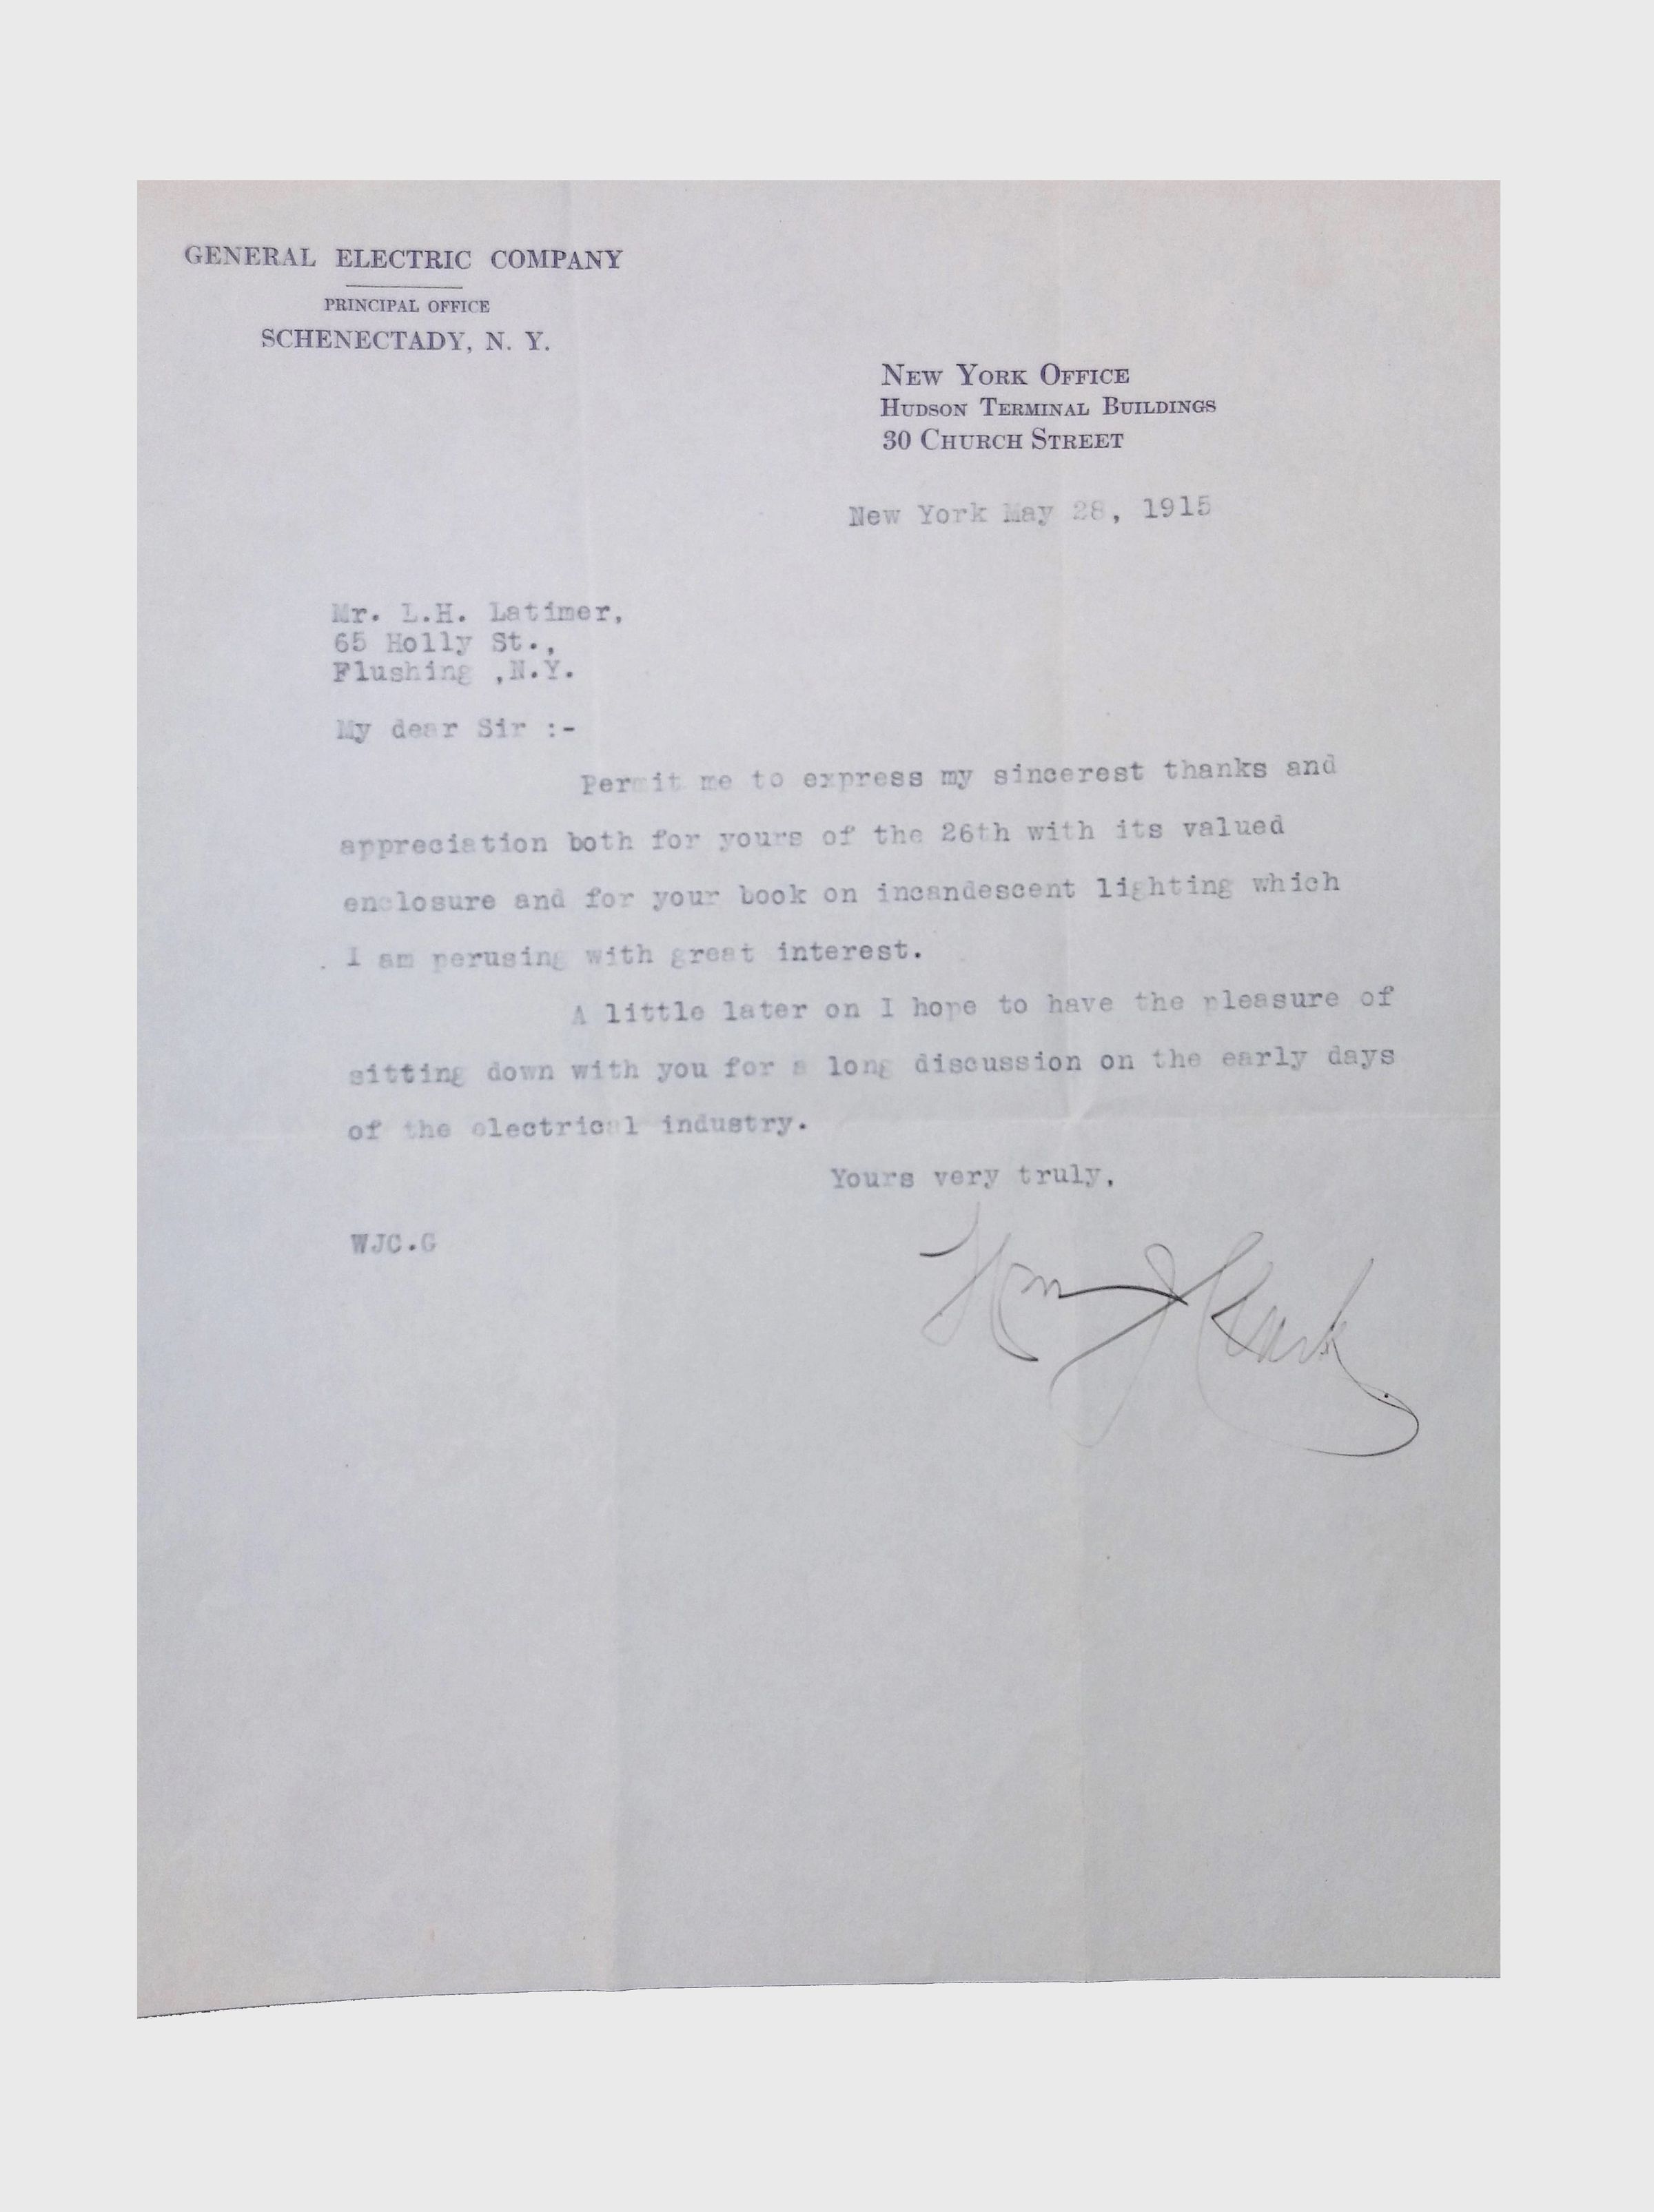 GENERAL ELECTRIC COMPANY
PRINCIPAL OFFICE
SCHENECTADY, N. Y.
NEW YORK OFFICE
HUDSON TERMINAL BUILDINGS
30 CHURCH STREET
New York May 28, 1915
Mr. L.H. Latimer,
65 Holly St.,
Flushing ,N.Y.
My dear Sir :-
Permit me to express my sincerest thanks and
appreciation both for yours of the 26th with its valued
enclosure and for your book on incandescent lighting which
I am perusing with great interest.
A little later on I hope to have the pleasure of
sitting down with you for a long discussion on the early days
of the electrical industry.
Yours very truly,
WJC.G
Wm J Clark